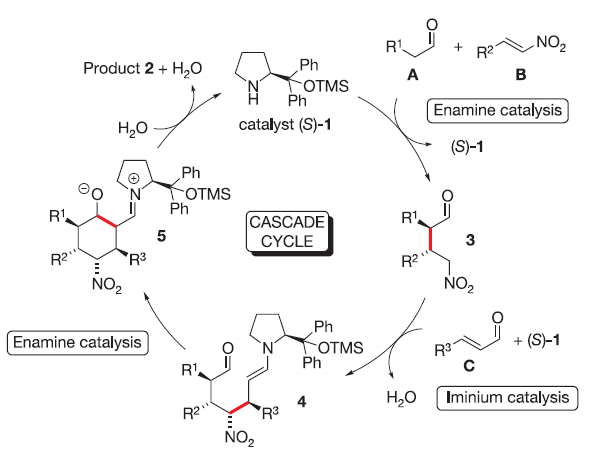 Product 2 + H₂O
N
H
Ph
OTMS
Ph
catalyst (S)-1
R¹
O
A
+
R²
NO₂
B
Enamine catalysis
(S)-1
H₂O
⊖O
N
⊕
Ph
OTMS
Ph
R¹
R²
R³
NO₂
5
CASCADE
CYCLE
R¹
O
R²
NO₂
3
Enamine catalysis
R³
O
+ (S)-1
C
H₂O
Iminium catalysis
R¹
O
N
Ph
OTMS
Ph
R²
R³
NO₂
4